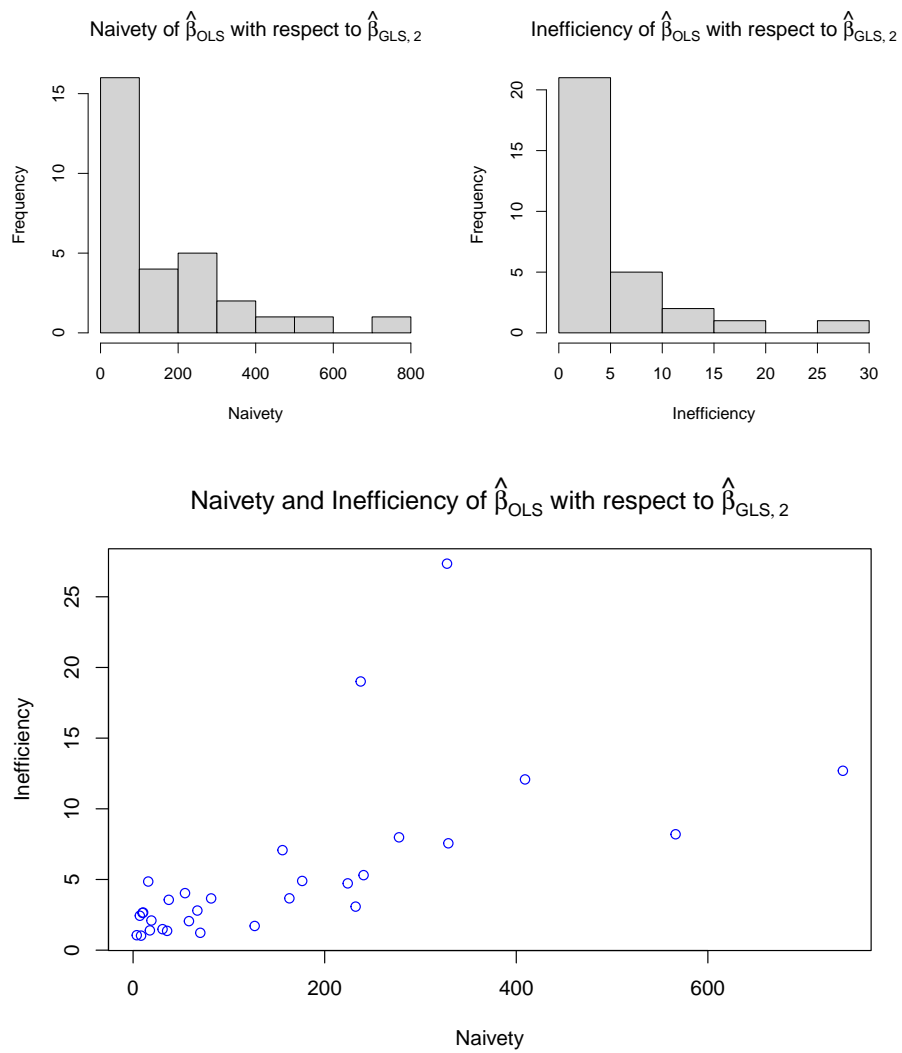 Naivety of β̂OLS with respect to β̂GLS, 2
Frequency
15
10
5
0
0 200 400 600 800
Naivety
Inefficiency of β̂OLS with respect to β̂GLS, 2
Frequency
20
15
10
5
0
0 5 10 15 20 25 30
Inefficiency
Naivety and Inefficiency of β̂OLS with respect to β̂GLS, 2
Inefficiency
25
20
15
10
5
0
0 200 400 600
Naivety